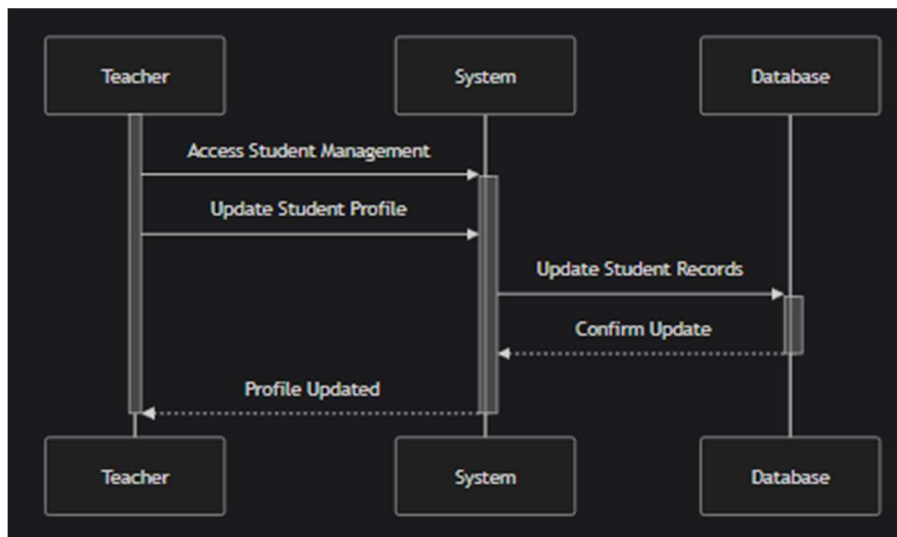 Teacher
System
Database
Access Student Management
Update Student Profile
Update Student Records
Confirm Update
Profile Updated
Teacher
System
Database